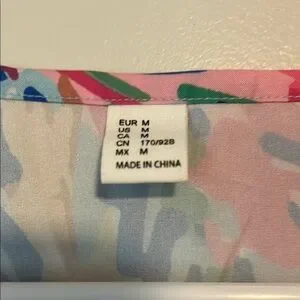 EUR M
US M
CA M
CN 170/92B
MX M
MADE IN CHINA